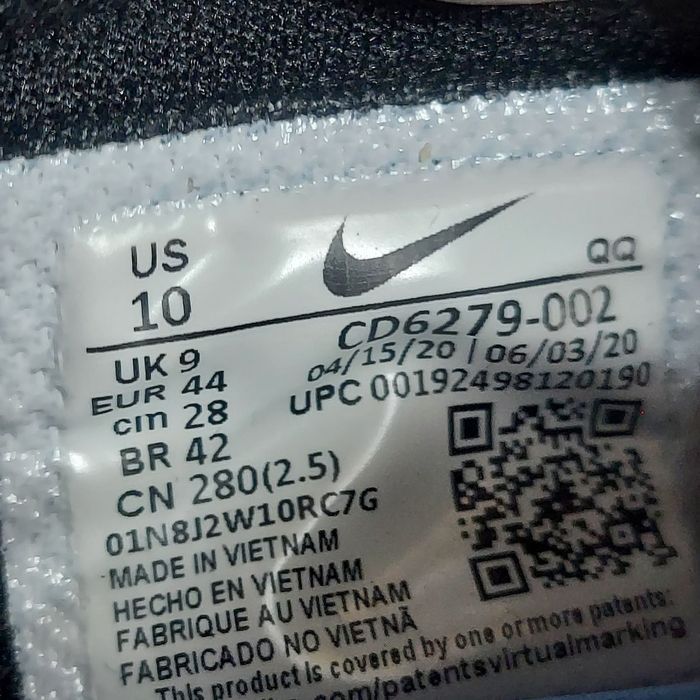 US
10
QQ
CD6279-002
UK 9
04/15/20 | 06/03/20
EUR 44
UPC 00192498120190
cm 28
BR 42
CN 280(2.5)
01N8J2W10RC7G
MADE IN VIETNAM
HECHO EN VIETNAM
FABRIQUE AU VIETNAM
FABRICADO NO VIETNÃ
This product is covered by one or more patents:
.com/patentsvirtualmarking